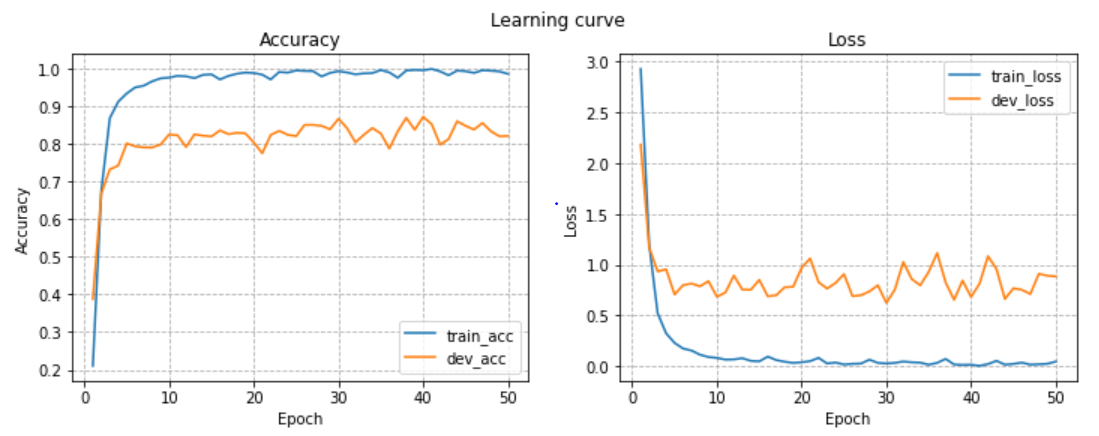 Learning curve
Accuracy
1.0
0.9
0.8
0.7
0.6
0.5
0.4
0.3
0.2
Accuracy
train_acc
dev_acc
0 10 20 30 40 50
Epoch
Loss
3.0
2.5
2.0
1.5
1.0
0.5
0.0
Loss
train_loss
dev_loss
0 10 20 30 40 50
Epoch